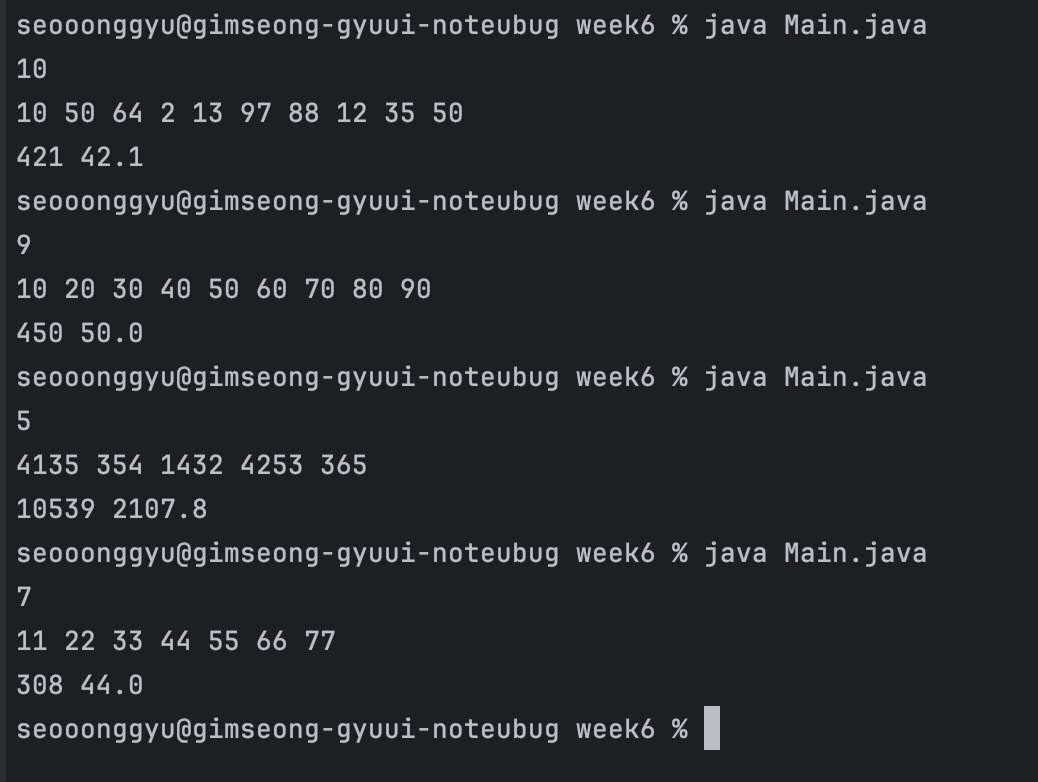 seooonggyu@gimseong-gyuui-noteubug week6 % java Main.java
10
10 50 64 2 13 97 88 12 35 50
421 42.1
seooonggyu@gimseong-gyuui-noteubug week6 % java Main.java
9
10 20 30 40 50 60 70 80 90
450 50.0
seooonggyu@gimseong-gyuui-noteubug week6 % java Main.java
5
4135 354 1432 4253 365
10539 2107.8
seooonggyu@gimseong-gyuui-noteubug week6 % java Main.java
7
11 22 33 44 55 66 77
308 44.0
seooonggyu@gimseong-gyuui-noteubug week6 %